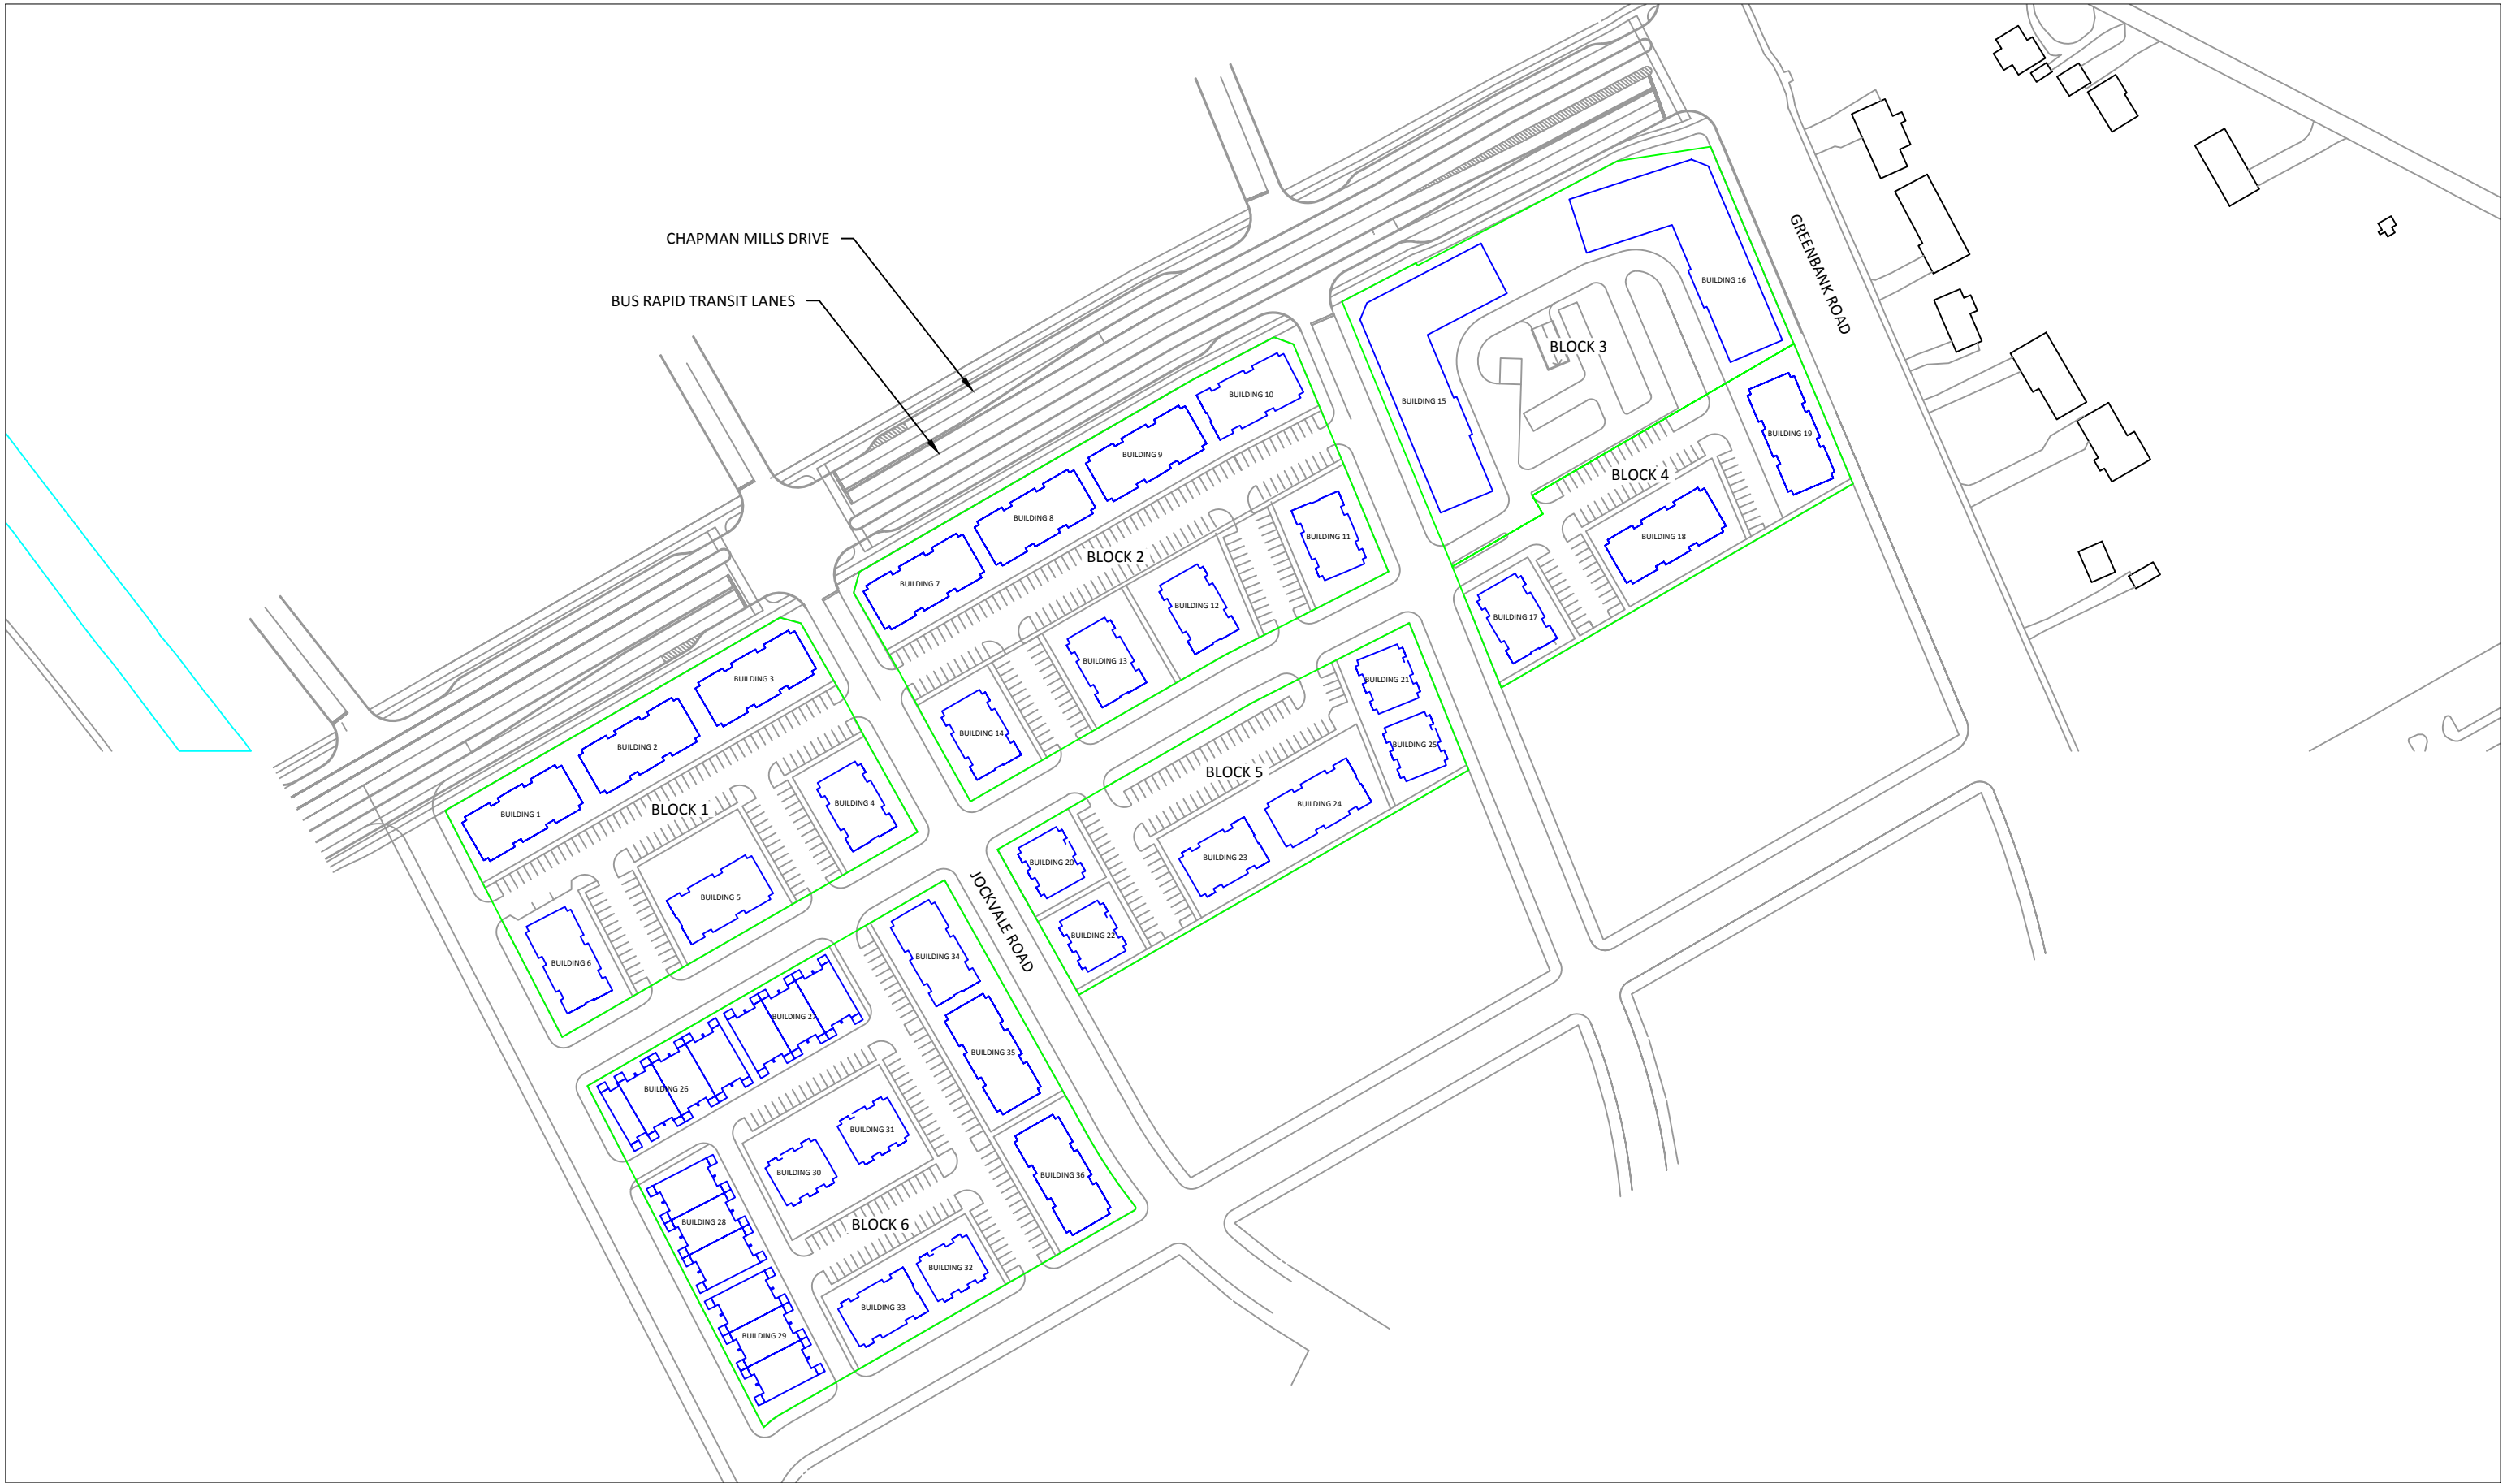 CHAPMAN MILLS DRIVE
BUS RAPID TRANSIT LANES
GREENBANK ROAD
JOCKVALE ROAD
BLOCK 1
BUILDING 1
BUILDING 2
BUILDING 3
BUILDING 4
BUILDING 5
BUILDING 6
BLOCK 2
BUILDING 7
BUILDING 8
BUILDING 9
BUILDING 10
BUILDING 11
BUILDING 12
BUILDING 13
BUILDING 14
BLOCK 3
BUILDING 15
BUILDING 16
BLOCK 4
BUILDING 17
BUILDING 18
BUILDING 19
BLOCK 5
BUILDING 20
BUILDING 21
BUILDING 22
BUILDING 23
BUILDING 24
BUILDING 25
BLOCK 6
BUILDING 26
BUILDING 27
BUILDING 28
BUILDING 29
BUILDING 30
BUILDING 31
BUILDING 32
BUILDING 33
BUILDING 34
BUILDING 35
BUILDING 36